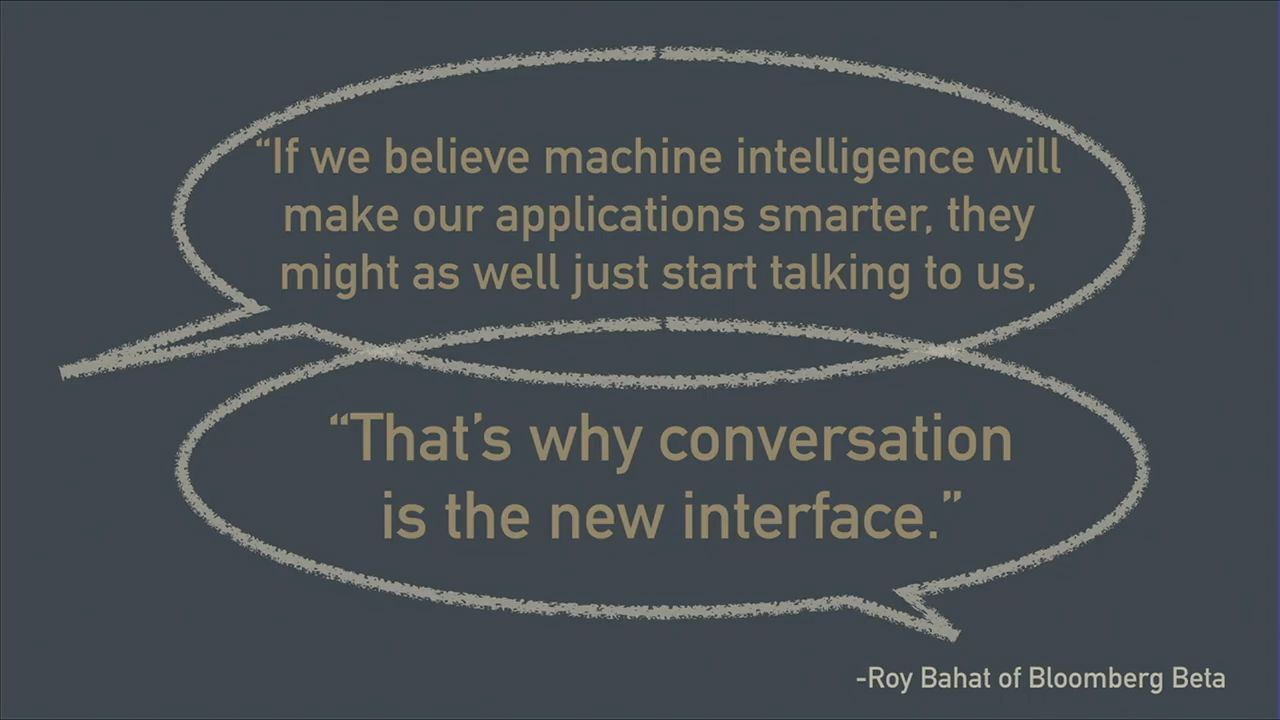 “If we believe machine intelligence will
make our applications smarter, they
might as well just start talking to us,
“That’s why conversation
is the new interface.”
-Roy Bahat of Bloomberg Beta